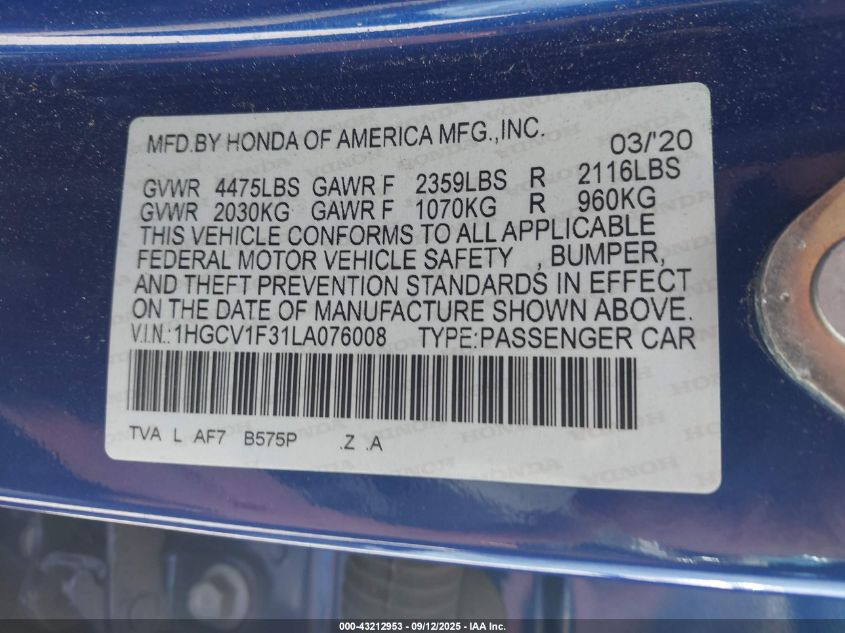 MFD.BY HONDA OF AMERICA MFG.,INC. 03/'20
GVWR 4475LBS GAWR F 2359LBS R 2116LBS
GVWR 2030KG GAWR F 1070KG R 960KG
THIS VEHICLE CONFORMS TO ALL APPLICABLE
FEDERAL MOTOR VEHICLE SAFETY , BUMPER,
AND THEFT PREVENTION STANDARDS IN EFFECT
ON THE DATE OF MANUFACTURE SHOWN ABOVE.
V.I.N.:1HGCV1F31LA076008 TYPE:PASSENGER CAR
TVA L AF7 B575P .Z .A
000-43212953 - 09/12/2025 - IAA Inc.